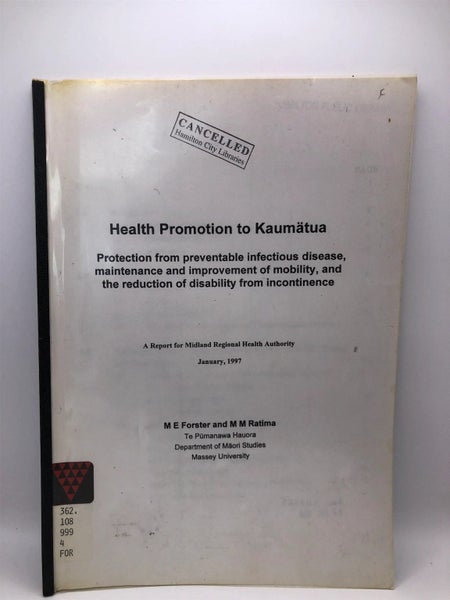 CANCELLED
Hamilton City Libraries
Health Promotion to Kaumätua
Protection from preventable infectious disease,
maintenance and improvement of mobility, and
the reduction of disability from incontinence
A Report for Midland Regional Health Authority
January, 1997
M E Forster and M M Ratima
Te Pūmanawa Hauora
Department of Māori Studies
Massey University
362.
108
999
4
FOR